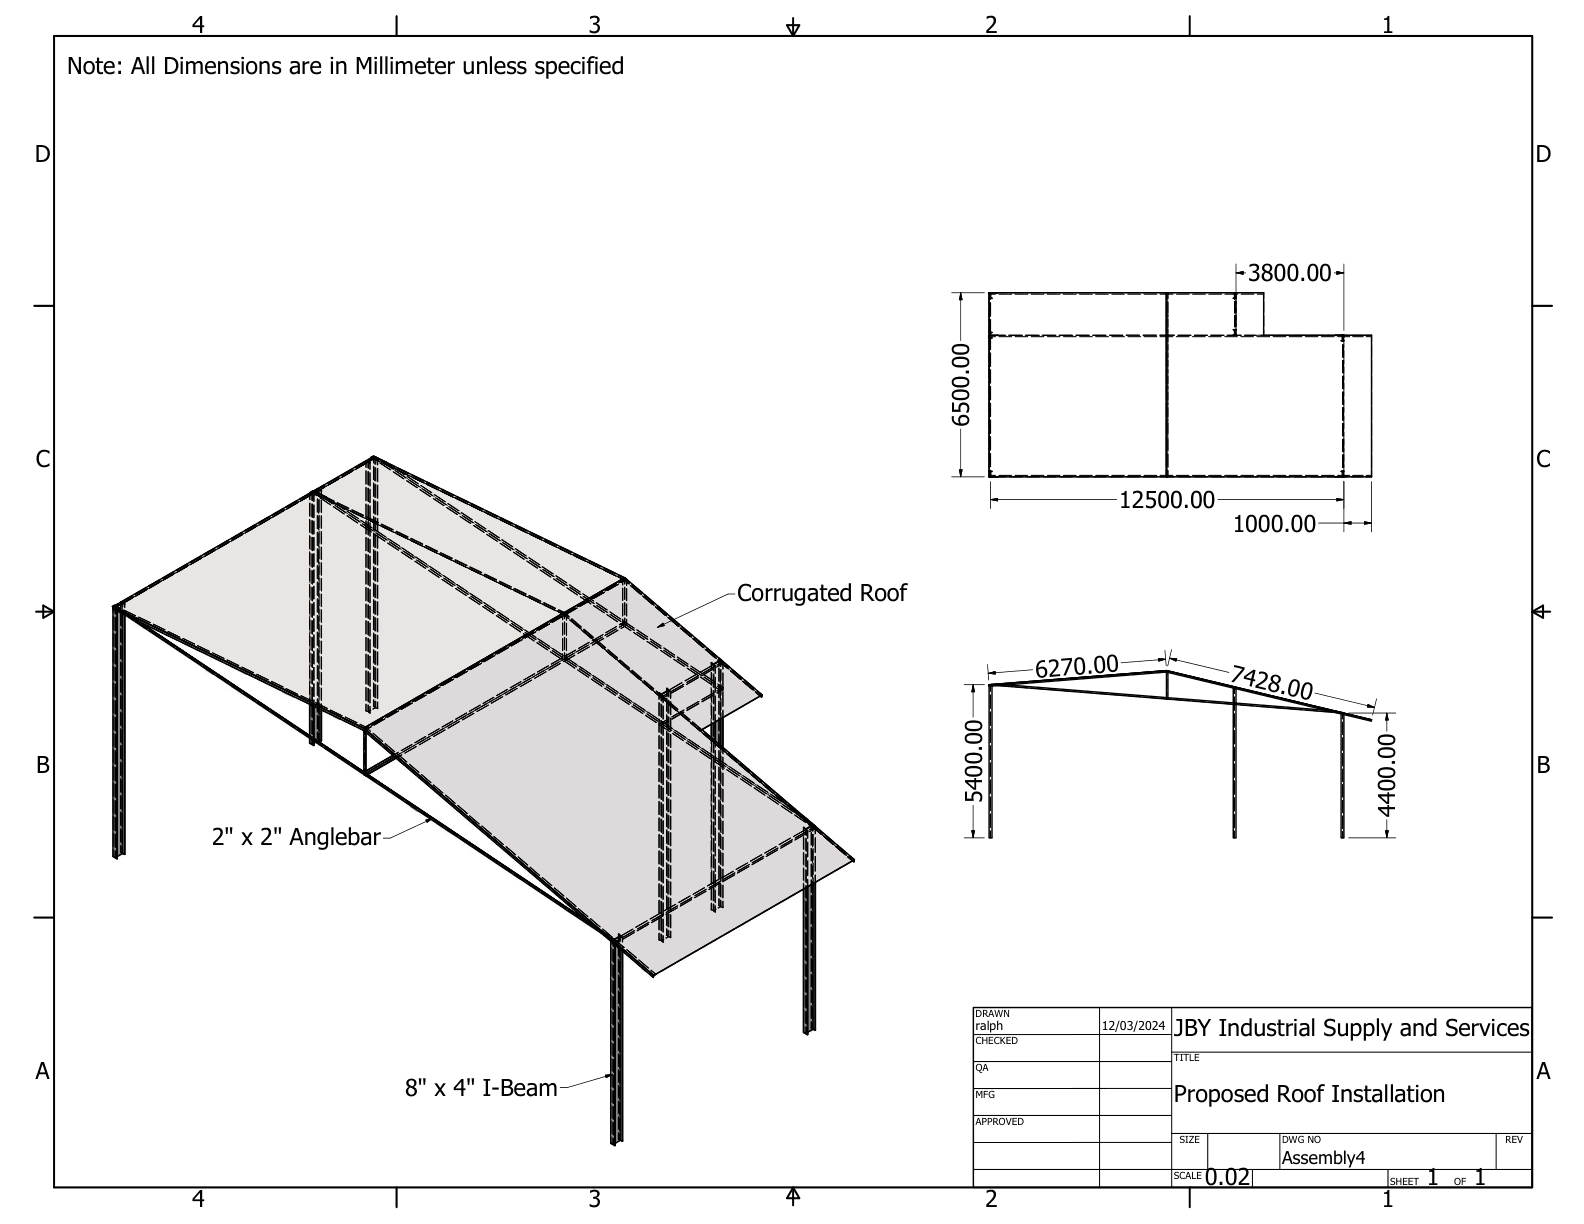 4 3 2 1
Note: All Dimensions are in Millimeter unless specified
D D
3800.00
6500.00
C C
12500.00
1000.00
Corrugated Roof
6270.00
7428.00
5400.00
4400.00
B B
2" x 2" Anglebar
8" x 4" I-Beam
A A
DRAWN
ralph
12/03/2024
JBY Industrial Supply and Services
CHECKED
TITLE
QA
Proposed Roof Installation
MFG
APPROVED
SIZE
DWG NO
REV
Assembly4
SCALE 0.02
SHEET 1 OF 1
4 3 2 1